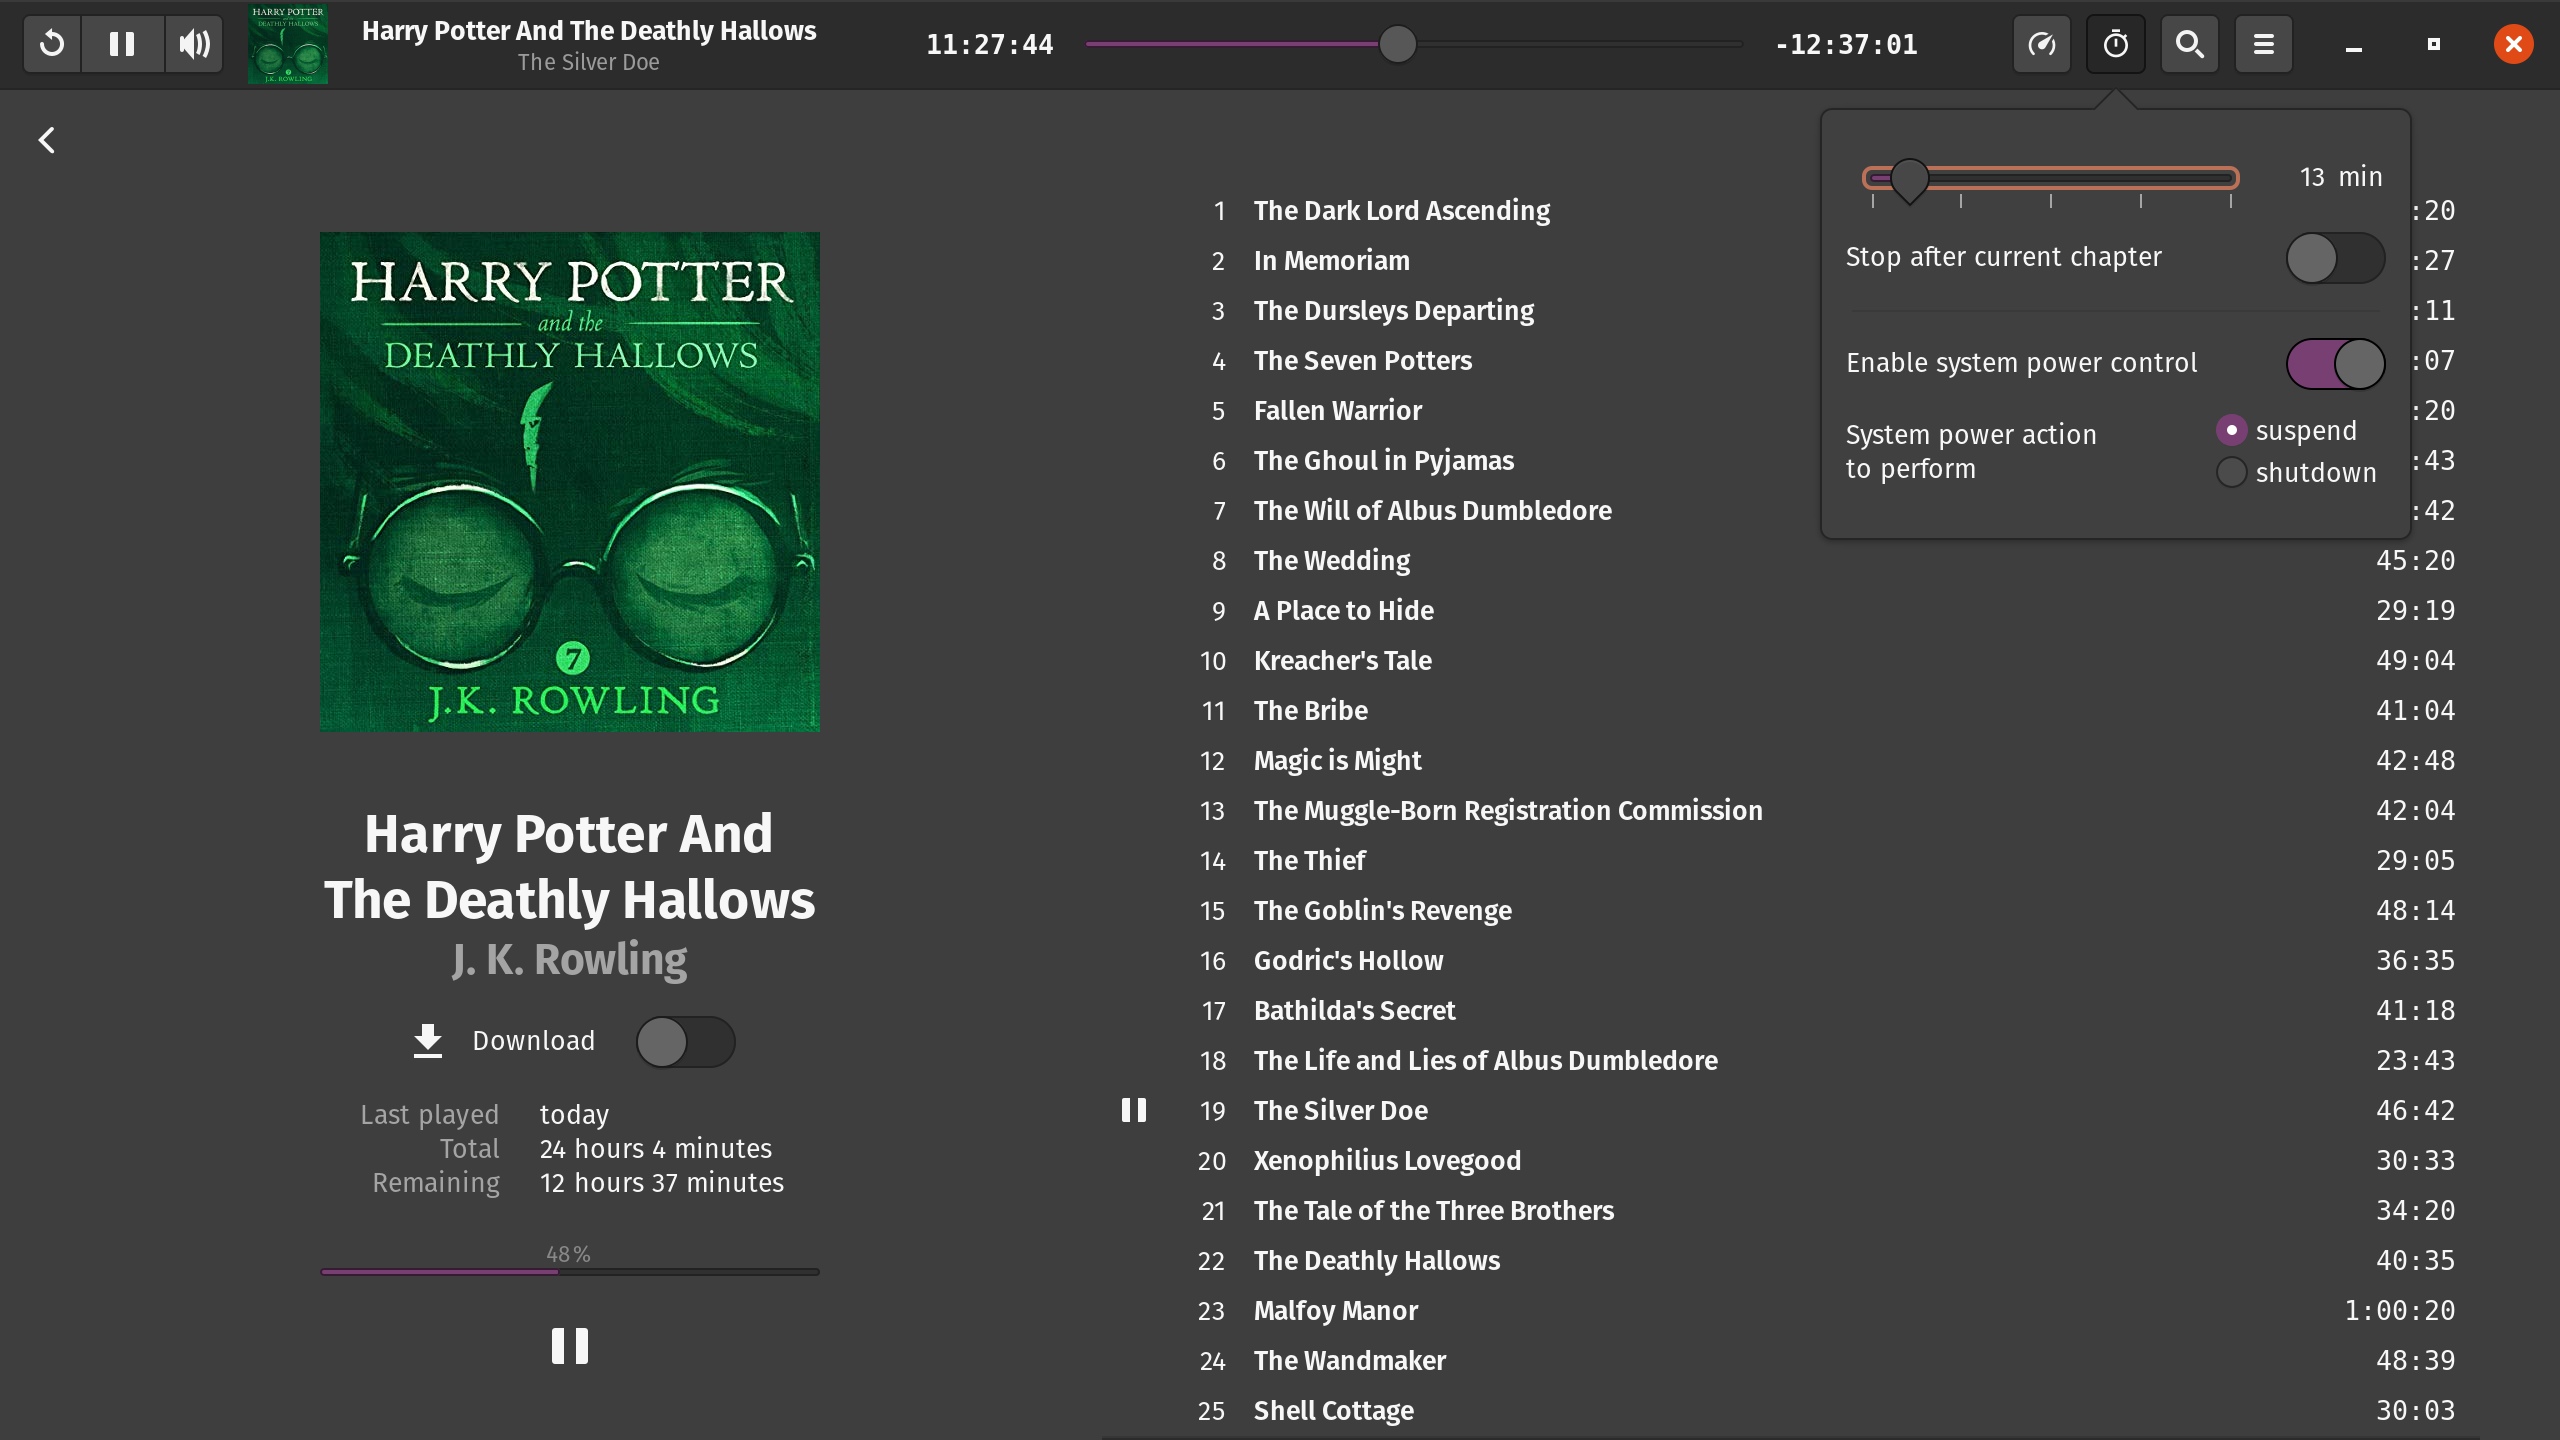 HARRY POTTER
DEATHLY HALLOWS
7
J.K. ROWLING
Harry Potter And The Deathly Hallows
The Silver Doe
11:27:44
-12:37:01
13 min
Stop after current chapter
Enable system power control
System power action
to perform
suspend
shutdown
HARRY POTTER
and the
DEATHLY HALLOWS
7
J.K. ROWLING
Harry Potter And
The Deathly Hallows
J. K. Rowling
Download
Last played today
Total 24 hours 4 minutes
Remaining 12 hours 37 minutes
48%
1 The Dark Lord Ascending :20
2 In Memoriam :27
3 The Dursleys Departing :11
4 The Seven Potters :07
5 Fallen Warrior :20
6 The Ghoul in Pyjamas :43
7 The Will of Albus Dumbledore :42
8 The Wedding 45:20
9 A Place to Hide 29:19
10 Kreacher's Tale 49:04
11 The Bribe 41:04
12 Magic is Might 42:48
13 The Muggle-Born Registration Commission 42:04
14 The Thief 29:05
15 The Goblin's Revenge 48:14
16 Godric's Hollow 36:35
17 Bathilda's Secret 41:18
18 The Life and Lies of Albus Dumbledore 23:43
19 The Silver Doe 46:42
20 Xenophilius Lovegood 30:33
21 The Tale of the Three Brothers 34:20
22 The Deathly Hallows 40:35
23 Malfoy Manor 1:00:20
24 The Wandmaker 48:39
25 Shell Cottage 30:03